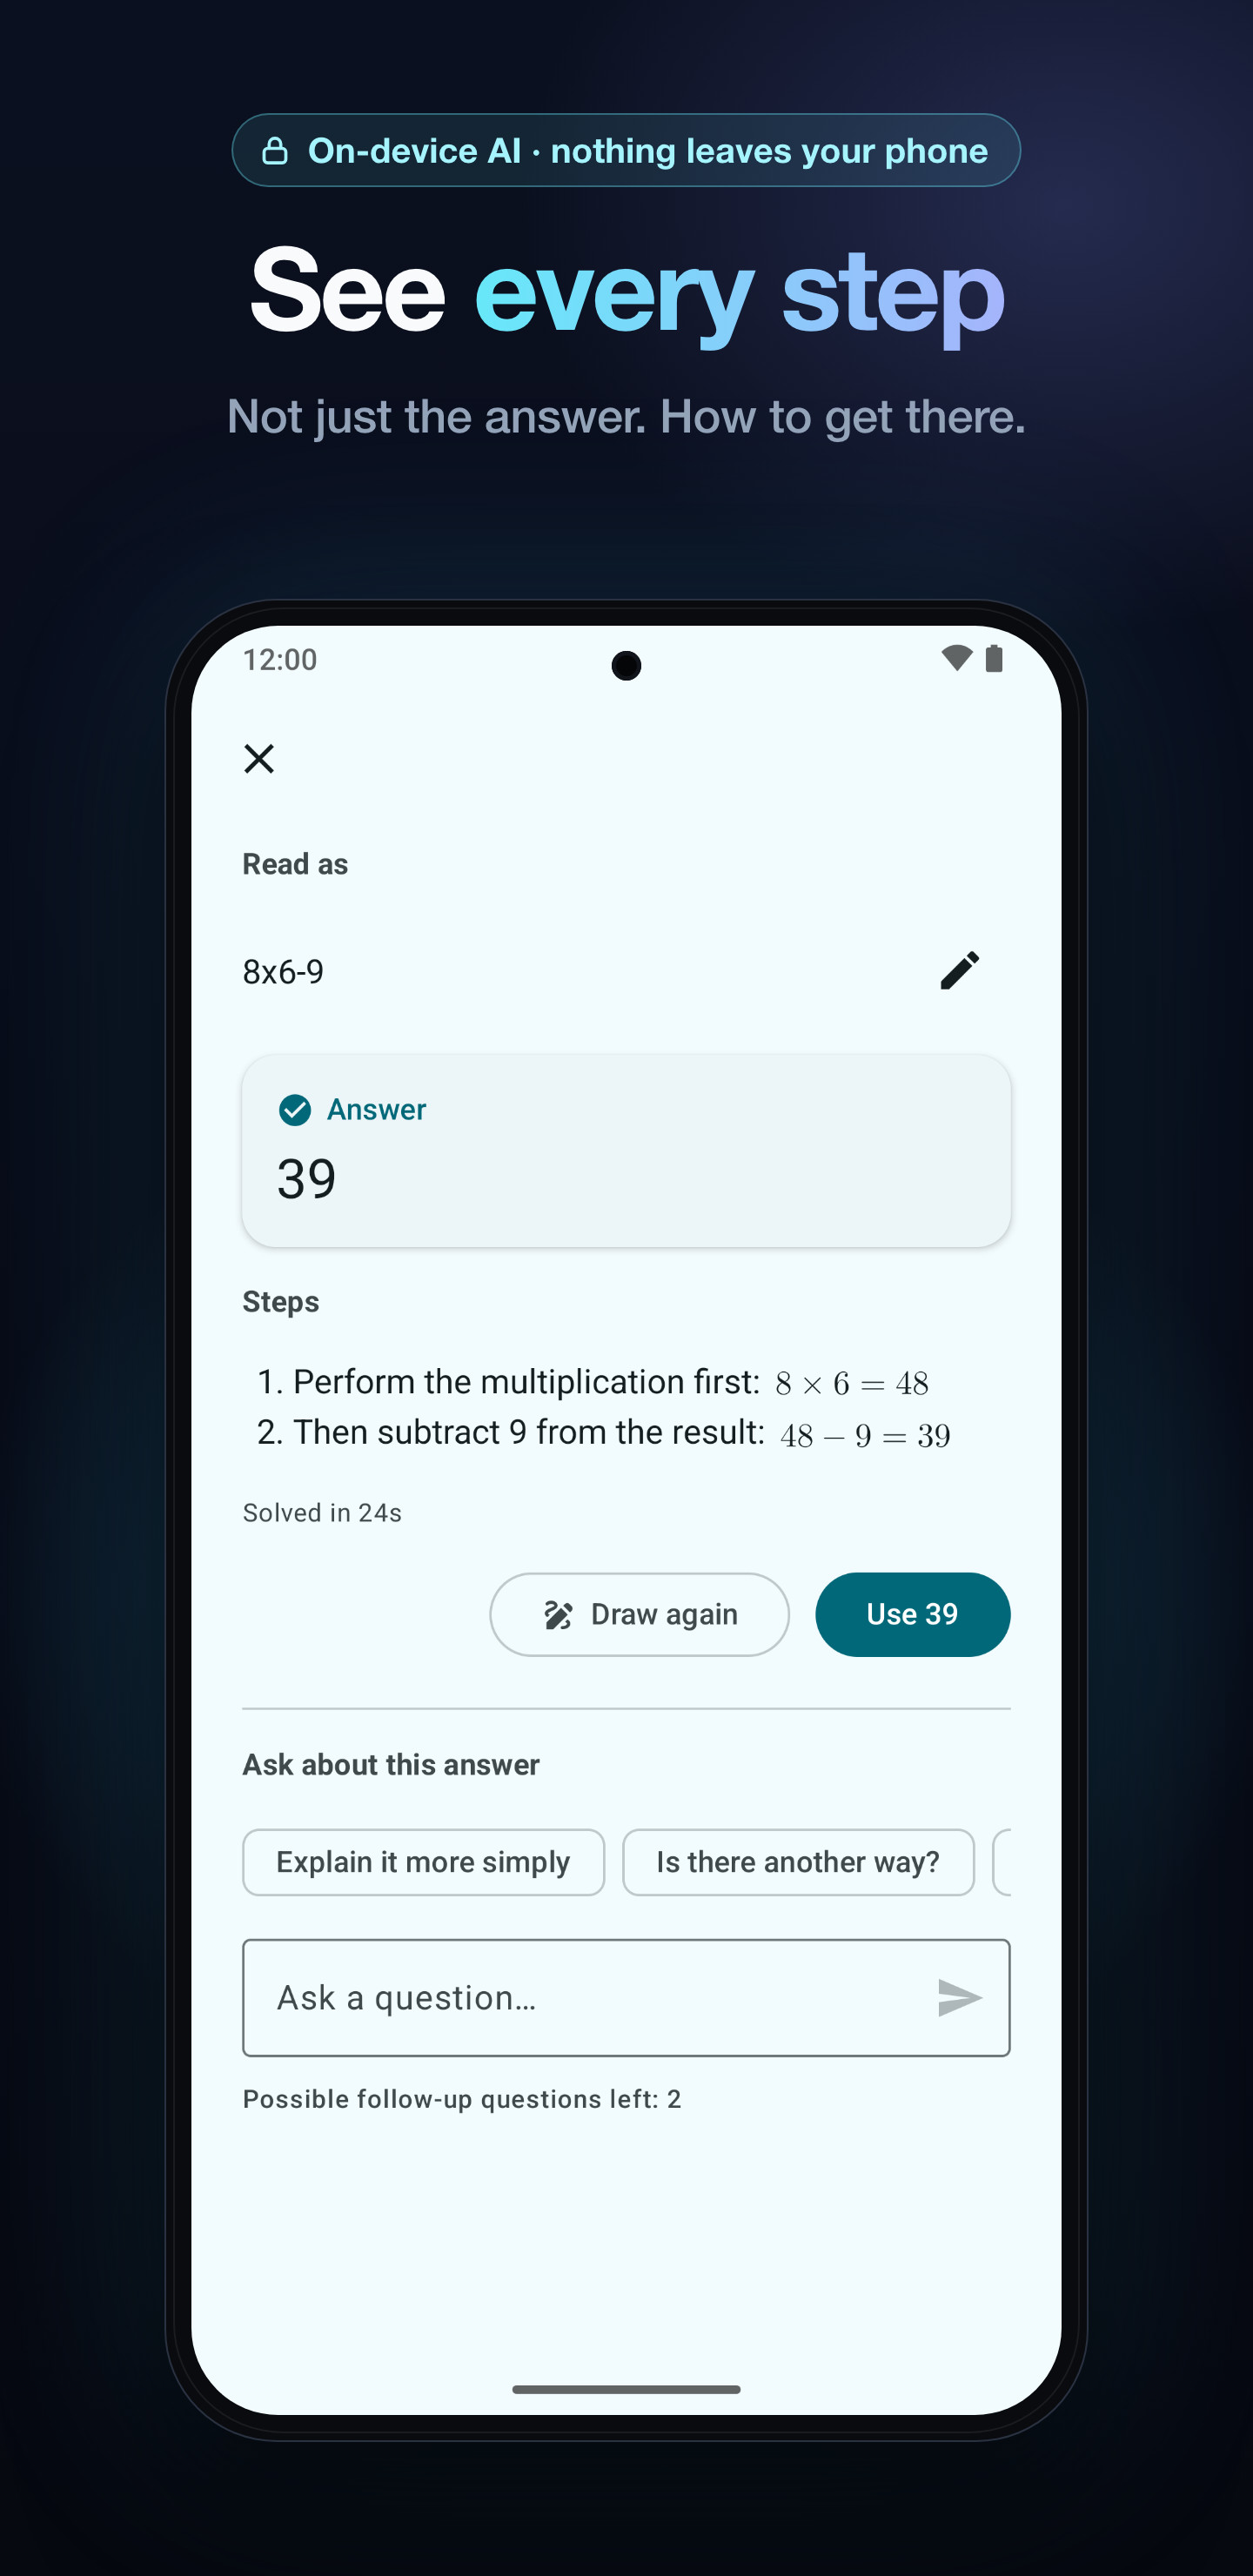 On-device AI · nothing leaves your phone
See every step
Not just the answer. How to get there.
12:00
Read as
8x6-9
Answer
39
Steps
1. Perform the multiplication first: 8 × 6 = 48
2. Then subtract 9 from the result: 48 − 9 = 39
Solved in 24s
Draw again
Use 39
Ask about this answer
Explain it more simply
Is there another way?
Ask a question…
Possible follow-up questions left: 2